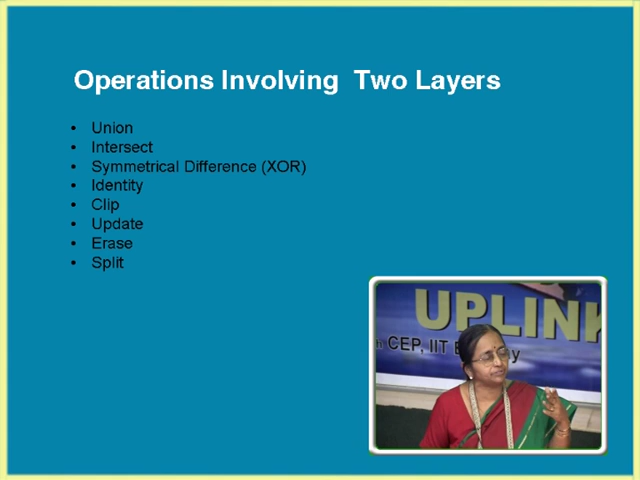 Operations Involving Two Layers
• Union
• Intersect
• Symmetrical Difference (XOR)
• Identity
• Clip
• Update
• Erase
• Split
UPLINK
CEP, IIT